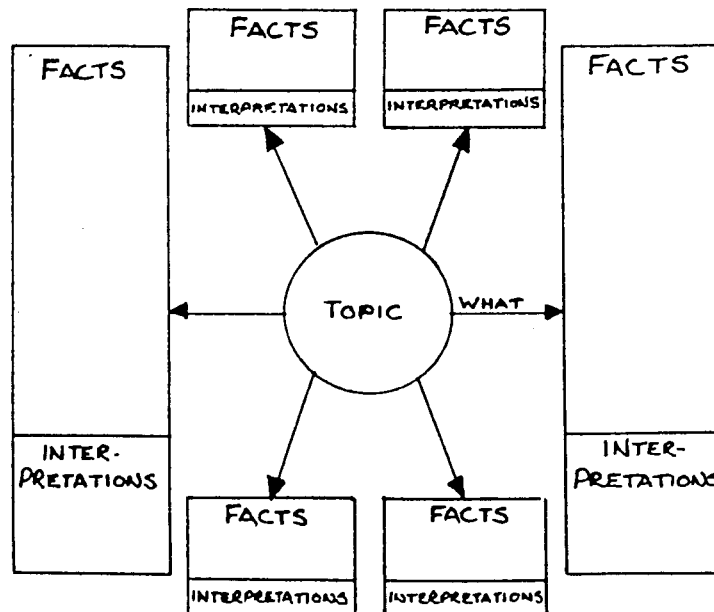 FACTS
INTERPRETATIONS
FACTS
INTERPRETATIONS
FACTS
INTER-
PRETATIONS
TOPIC
WHAT
FACTS
INTER-
PRETATIONS
FACTS
INTERPRETATIONS
FACTS
INTERPRETATIONS